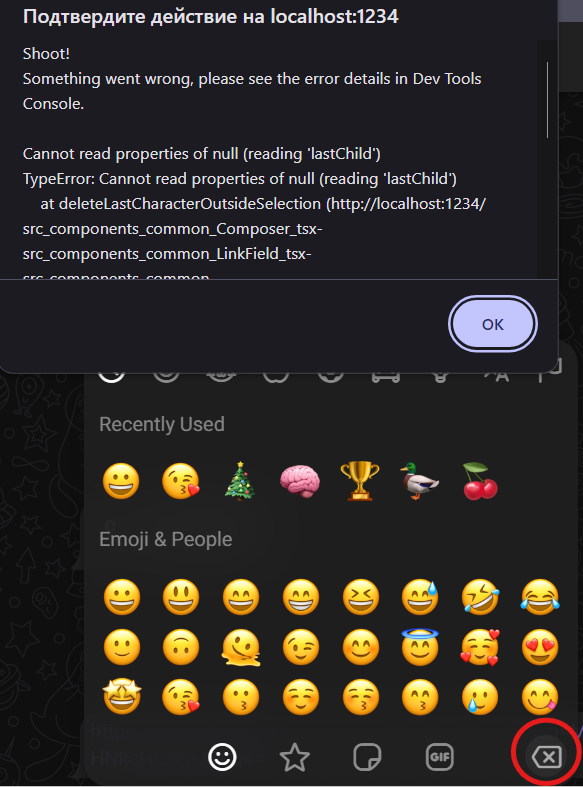 Подтвердите действие на localhost:1234
Shoot!
Something went wrong, please see the error details in Dev Tools
Console.
Cannot read properties of null (reading 'lastChild')
TypeError: Cannot read properties of null (reading 'lastChild')
at deleteLastCharacterOutsideSelection (http://localhost:1234/
src_components_common_Composer_tsx-
src_components_common_LinkField_tsx-
src_components_common
OK
Recently Used
Emoji & People
GIF